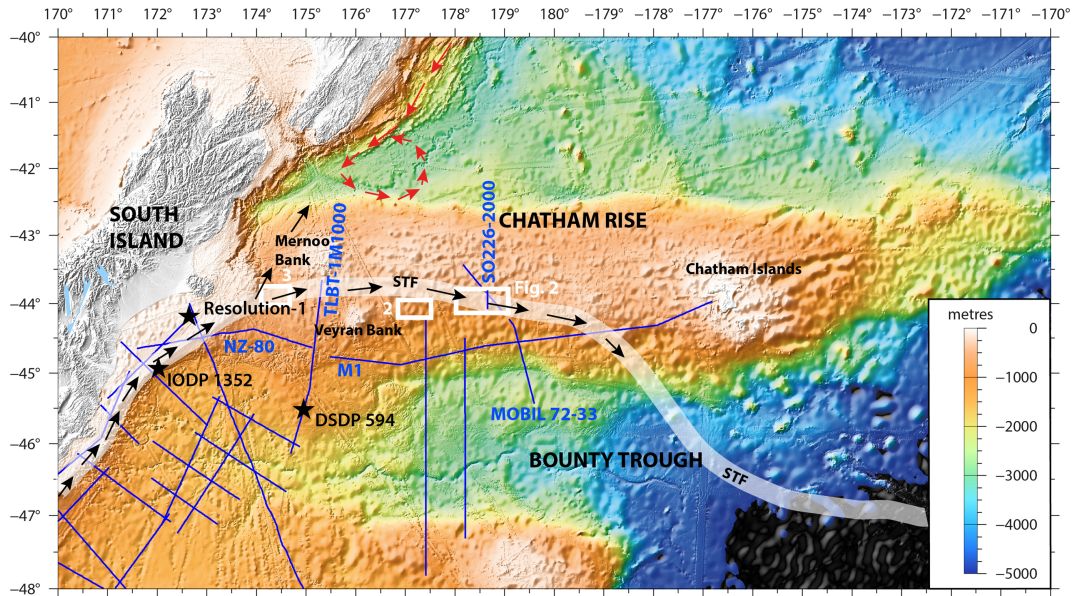 170° 171° 172° 173° 174° 175° 176° 177° 178° 179° 180° −179° −178° −177° −176° −175° −174° −173° −172° −171° −170°
−40°
−41°
−42°
−43°
−44°
−45°
−46°
−47°
−48°
SOUTH
ISLAND
CHATHAM RISE
Mernoo
Bank
TLBT-1M1000
SO226-2000
Chatham Islands
3
STF
Fig. 2
Resolution-1
2
Veyran Bank
NZ-80
M1
IODP 1352
DSDP 594
MOBIL 72-33
BOUNTY TROUGH
STF
metres
0
−1000
−2000
−3000
−4000
−5000